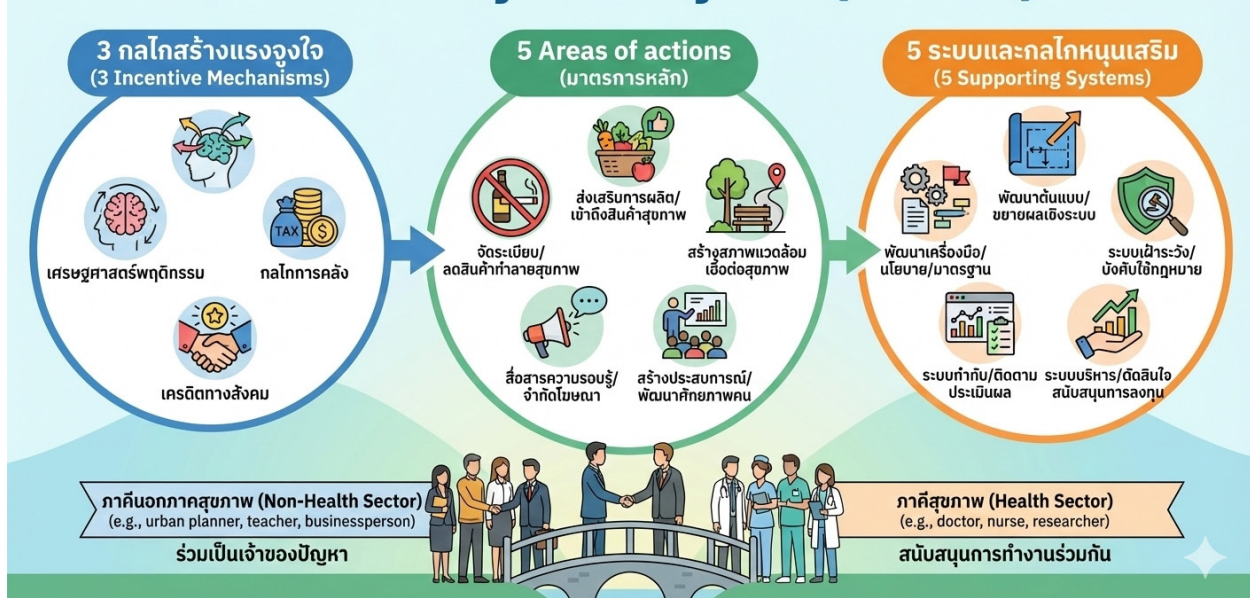 3 กลไกสร้างแรงจูงใจ
(3 Incentive Mechanisms)
TAX
$
เศรษฐศาสตร์พฤติกรรม
กลไกการคลัง
เครดิตทางสังคม
5 Areas of actions
(มาตรการหลัก)
ส่งเสริมการผลิต/
เข้าถึงสินค้าสุขภาพ
จัดระเบียบ/
ลดสินค้าทำลายสุขภาพ
สร้างสภาพแวดล้อม
เอื้อต่อสุขภาพ
สื่อสารความรอบรู้/
จำกัดโฆษณา
สร้างประสบการณ์/
พัฒนาศักยภาพคน
5 ระบบและกลไกหนุนเสริม
(5 Supporting Systems)
พัฒนาต้นแบบ/
ขยายผลเชิงระบบ
พัฒนาเครื่องมือ/
นโยบาย/มาตรฐาน
ระบบเฝ้าระวัง/
บังคับใช้กฎหมาย
ระบบกำกับ/ติดตาม
ประเมินผล
ระบบบริหาร/ตัดสินใจ
สนับสนุนการลงทุน
ภาคีนอกภาคสุขภาพ (Non-Health Sector)
(e.g., urban planner, teacher, businessperson)
ร่วมเป็นเจ้าของปัญหา
ภาคีสุขภาพ (Health Sector)
(e.g., doctor, nurse, researcher)
สนับสนุนการทำงานร่วมกัน